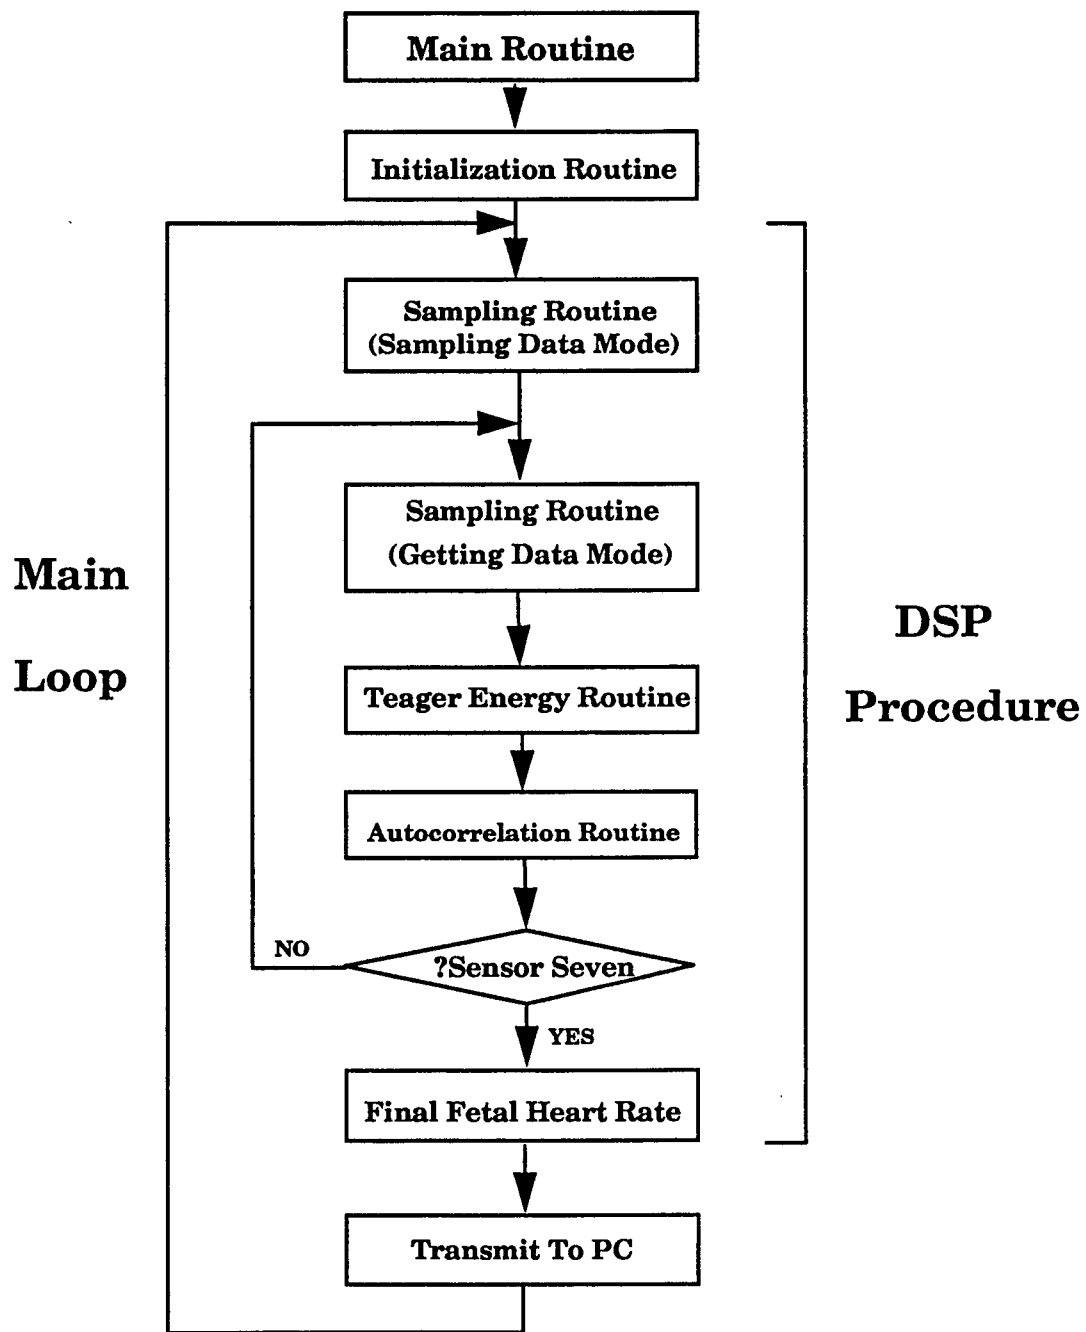 Main Routine
Initialization Routine
Sampling Routine
(Sampling Data Mode)
Sampling Routine
(Getting Data Mode)
Main
Loop
DSP
Procedure
Teager Energy Routine
Autocorrelation Routine
NO
?Sensor Seven
YES
Final Fetal Heart Rate
Transmit To PC